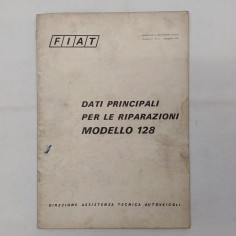 FIAT
DATI PRINCIPALI
PER LE RIPARAZIONI
MODELLO 128
DIREZIONE ASSISTENZA TECNICA AUTOVEICOLI